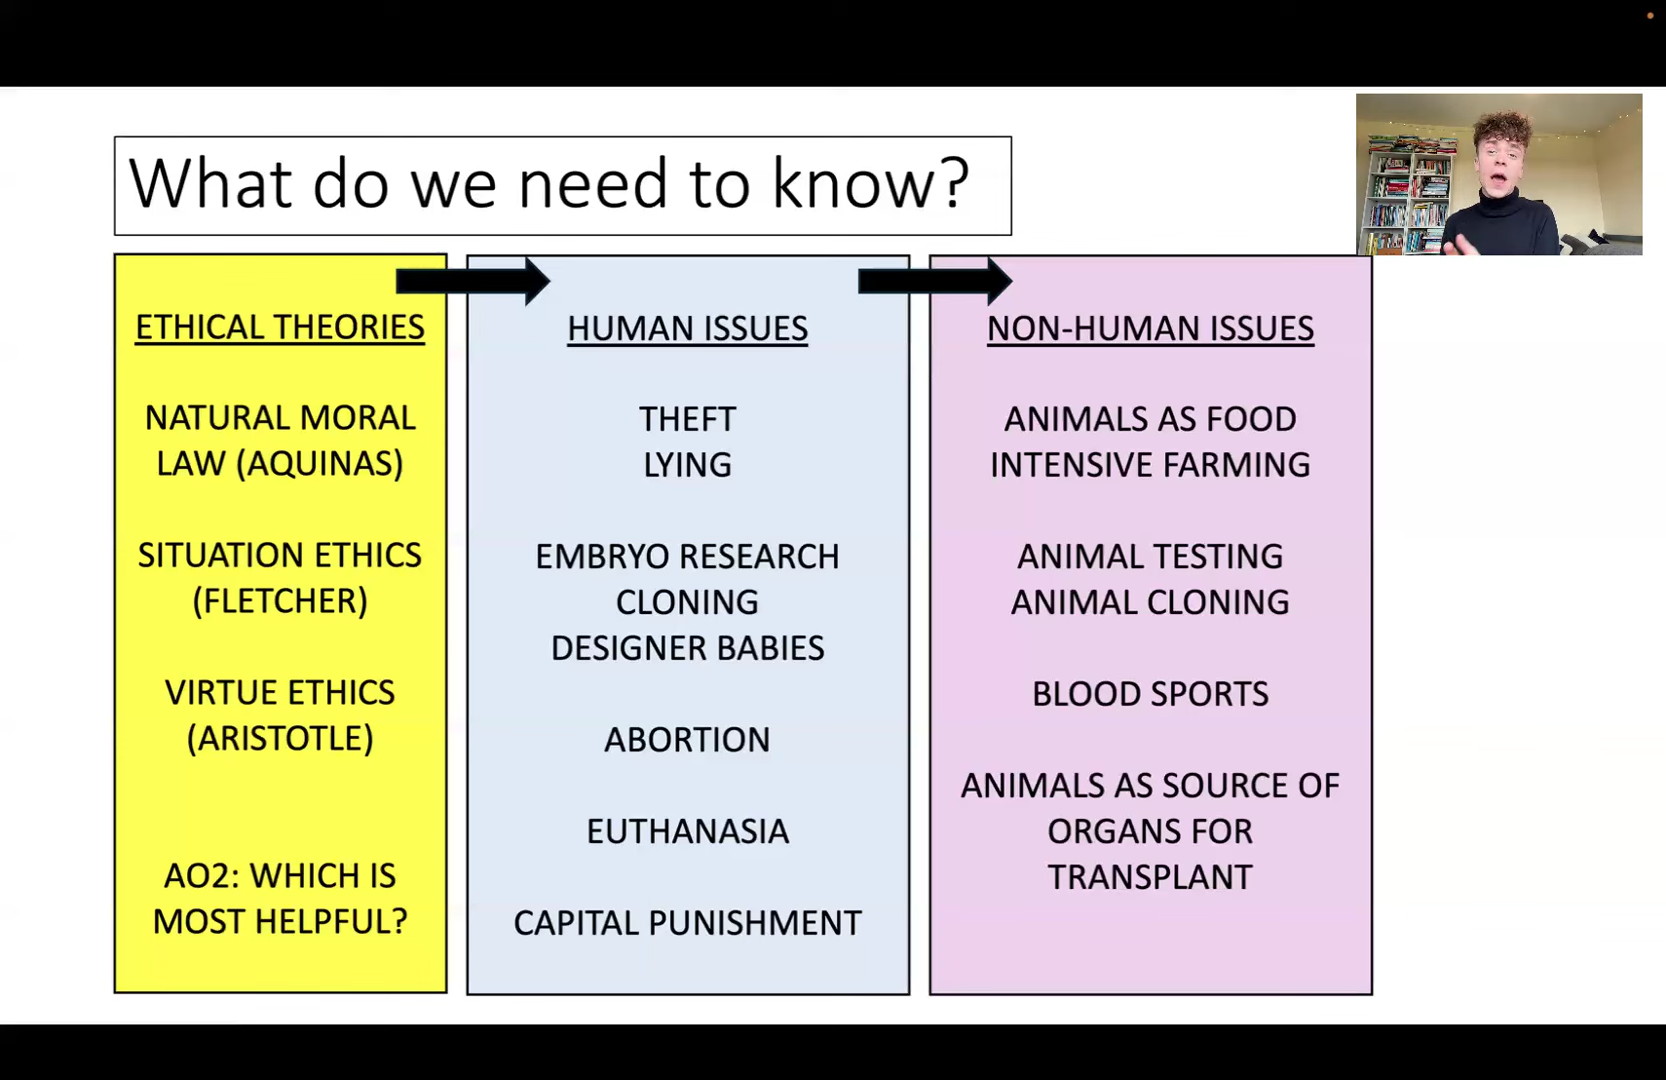 What do we need to know?
ETHICAL THEORIES
NATURAL MORAL
LAW (AQUINAS)
SITUATION ETHICS
(FLETCHER)
VIRTUE ETHICS
(ARISTOTLE)
AO2: WHICH IS
MOST HELPFUL?
HUMAN ISSUES
THEFT
LYING
EMBRYO RESEARCH
CLONING
DESIGNER BABIES
ABORTION
EUTHANASIA
CAPITAL PUNISHMENT
NON-HUMAN ISSUES
ANIMALS AS FOOD
INTENSIVE FARMING
ANIMAL TESTING
ANIMAL CLONING
BLOOD SPORTS
ANIMALS AS SOURCE OF
ORGANS FOR
TRANSPLANT